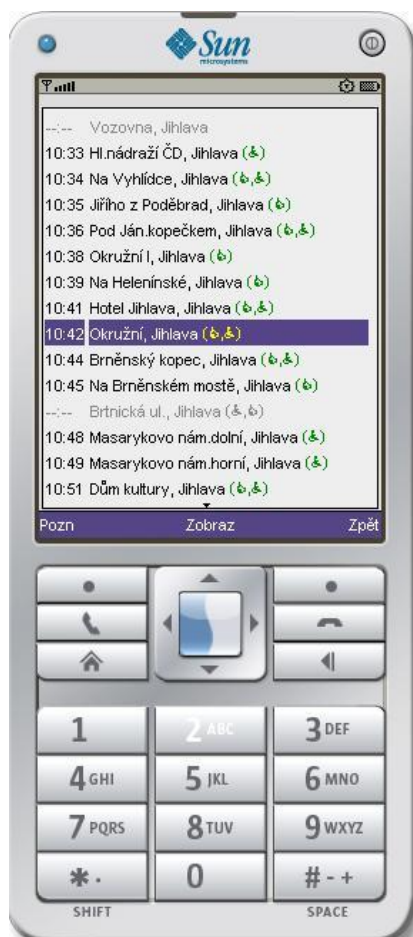 Sun
microsystems
--:-- Vozovna, Jihlava
10:33 Hl.nádraží ČD, Jihlava (♿)
10:34 Na Vyhlídce, Jihlava (,♿)
10:35 Jiřího z Poděbrad, Jihlava ()
10:36 Pod Ján.kopečkem, Jihlava (,♿)
10:38 Okružní I, Jihlava ()
10:39 Na Helenínské, Jihlava ()
10:41 Hotel Jihlava, Jihlava (,♿)
10:42 Okružní, Jihlava (,♿)
10:44 Brněnský kopec, Jihlava (,♿)
10:45 Na Brněnském mostě, Jihlava ()
--:-- Brtnická ul., Jihlava (♿,)
10:48 Masarykovo nám.dolní, Jihlava (♿)
10:49 Masarykovo nám.horní, Jihlava (♿)
10:51 Dům kultury, Jihlava (,♿)
Pozn Zobraz Zpět
1 2 ABC 3 DEF
4 GHI 5 JKL 6 MNO
7 PQRS 8 TUV 9 WXYZ
* . 0 # - +
SHIFT SPACE